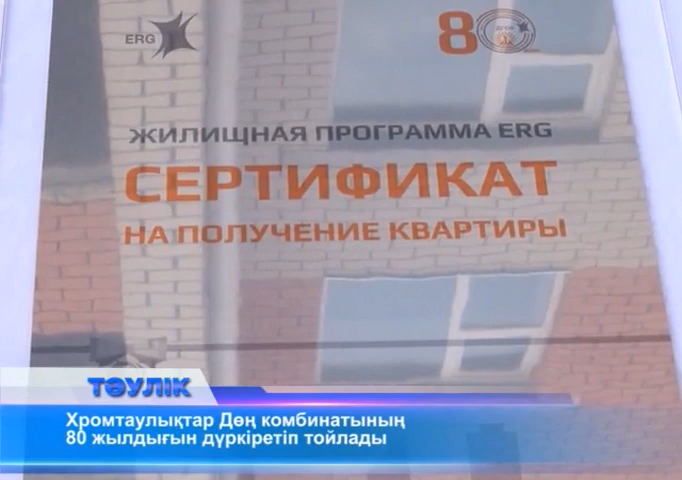 ERG
80
ЖИЛИЩНАЯ ПРОГРАММА ERG
СЕРТИФИКАТ
НА ПОЛУЧЕНИЕ КВАРТИРЫ
ТӘУЛІК
Хромтаулықтар Дөң комбинатының
80 жылдығын дүркіретіп тойлады